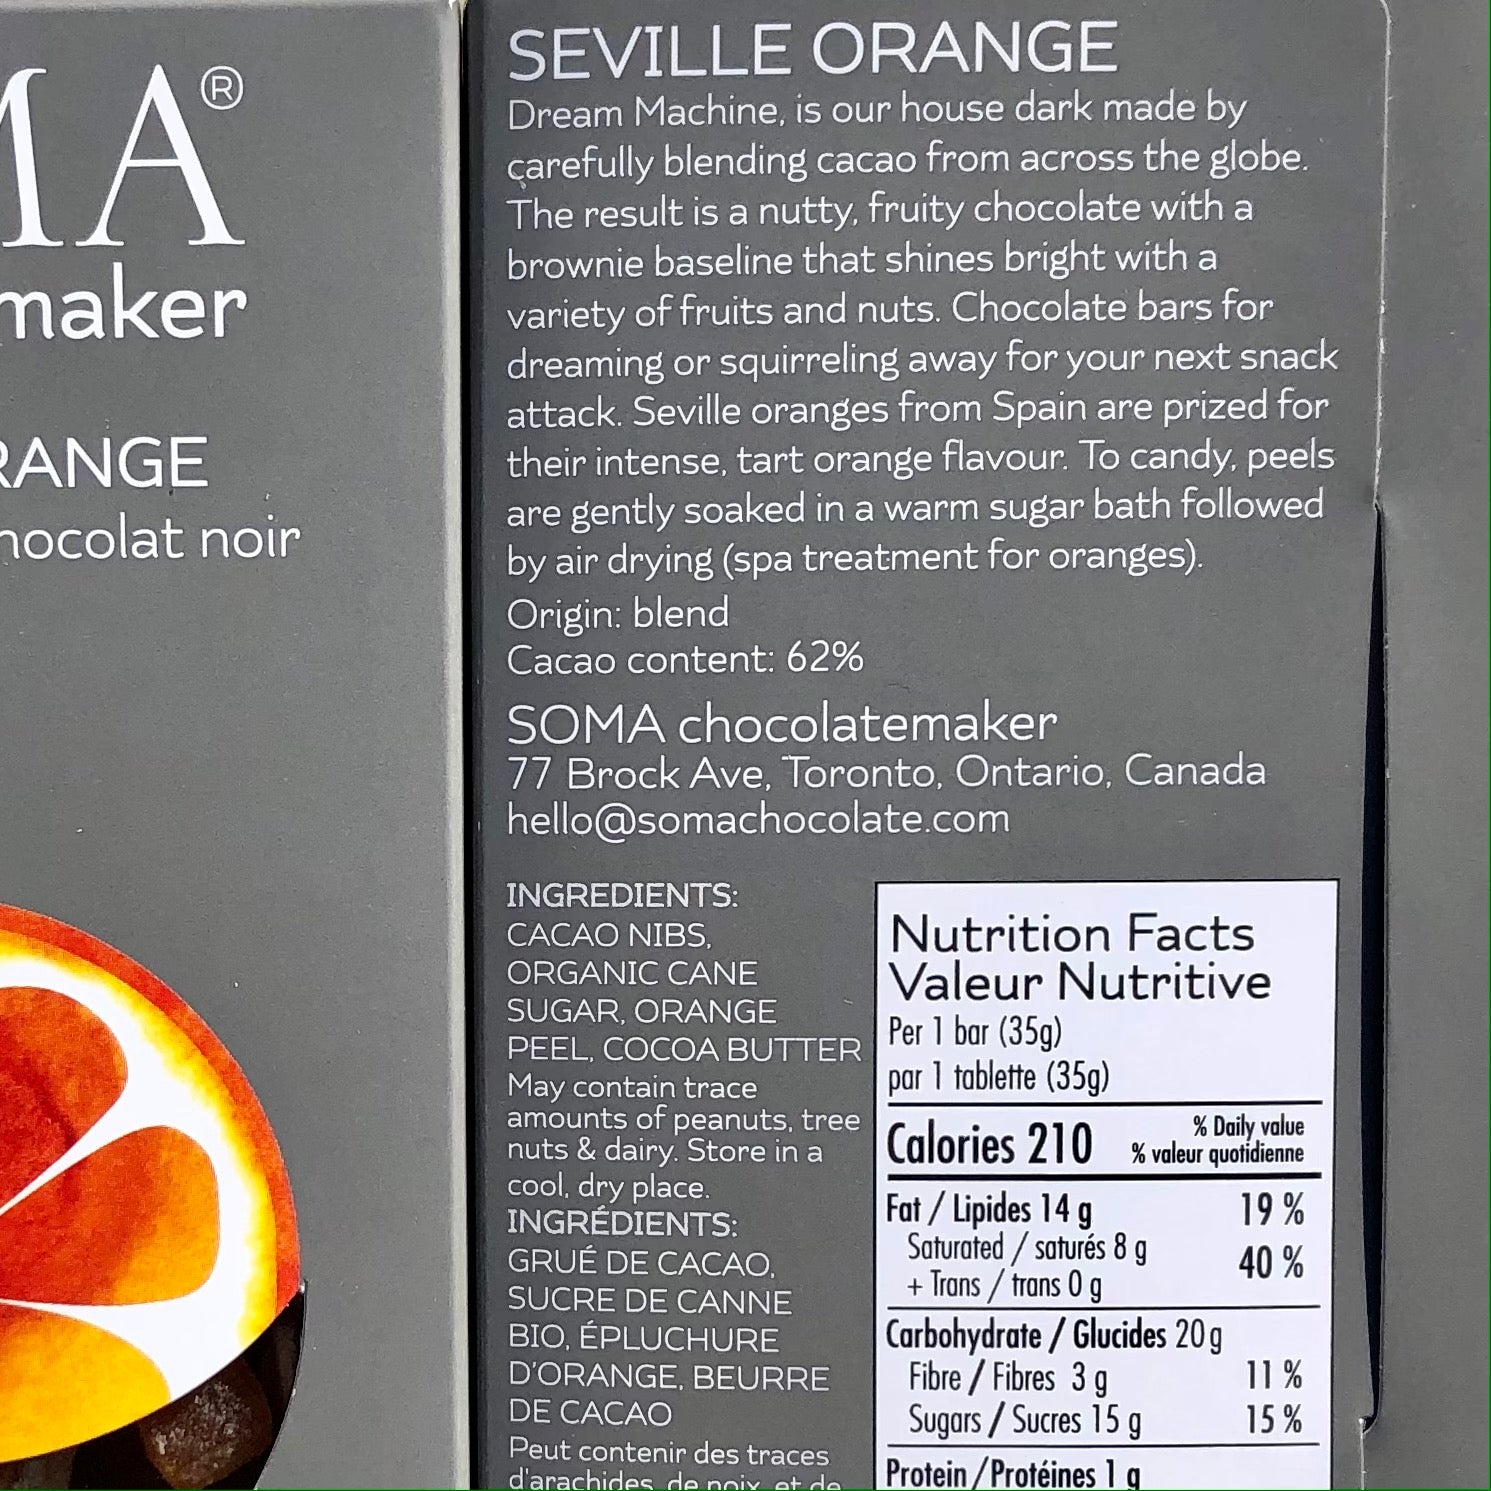 MA®
maker
RANGE
hocolat noir
SEVILLE ORANGE
Dream Machine, is our house dark made by
carefully blending cacao from across the globe.
The result is a nutty, fruity chocolate with a
brownie baseline that shines bright with a
variety of fruits and nuts. Chocolate bars for
dreaming or squirreling away for your next snack
attack. Seville oranges from Spain are prized for
their intense, tart orange flavour. To candy, peels
are gently soaked in a warm sugar bath followed
by air drying (spa treatment for oranges).
Origin: blend
Cacao content: 62%
SOMA chocolatemaker
77 Brock Ave, Toronto, Ontario, Canada
hello@somachocolate.com
INGREDIENTS:
CACAO NIBS,
ORGANIC CANE
SUGAR, ORANGE
PEEL, COCOA BUTTER
May contain trace
amounts of peanuts, tree
nuts & dairy. Store in a
cool, dry place.
INGRÉDIENTS:
GRUÉ DE CACAO,
SUCRE DE CANNE
BIO, ÉPLUCHURE
D'ORANGE, BEURRE
DE CACAO
Peut contenir des traces
d'arachides, de noix, et de
Nutrition Facts
Valeur Nutritive
Per 1 bar (35g)
par 1 tablette (35g)
Calories 210
% Daily value
% valeur quotidienne
Fat / Lipides 14 g 19 %
Saturated / saturés 8 g
+ Trans / trans 0 g 40 %
Carbohydrate / Glucides 20 g
Fibre / Fibres 3 g 11 %
Sugars / Sucres 15 g 15 %
Protein / Protéines 1 g